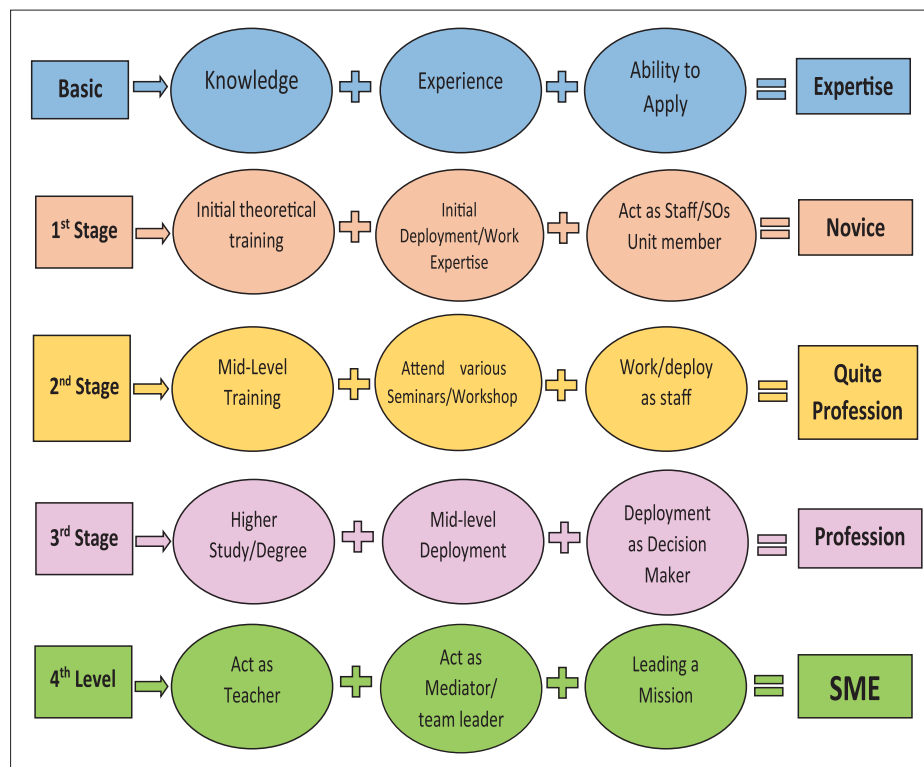 Basic
Knowledge
Experience
Ability to
Apply
Expertise
1st Stage
Initial theoretical
training
Initial
Deployment/Work
Expertise
Act as Staff/SOs
Unit member
Novice
2nd Stage
Mid-Level
Training
Attend various
Seminars/Workshop
Work/deploy
as staff
Quite
Profession
3rd Stage
Higher
Study/Degree
Mid-level
Deployment
Deployment
as Decision
Maker
Profession
4th Level
Act as
Teacher
Act as
Mediator/
team leader
Leading a
Mission
SME